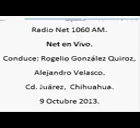 Radio Net 1060 AM.
Net en Vivo.
Conduce: Rogelio González Quiroz,
Alejandro Velasco.
Cd. Juárez, Chihuahua.
9 Octubre 2013.